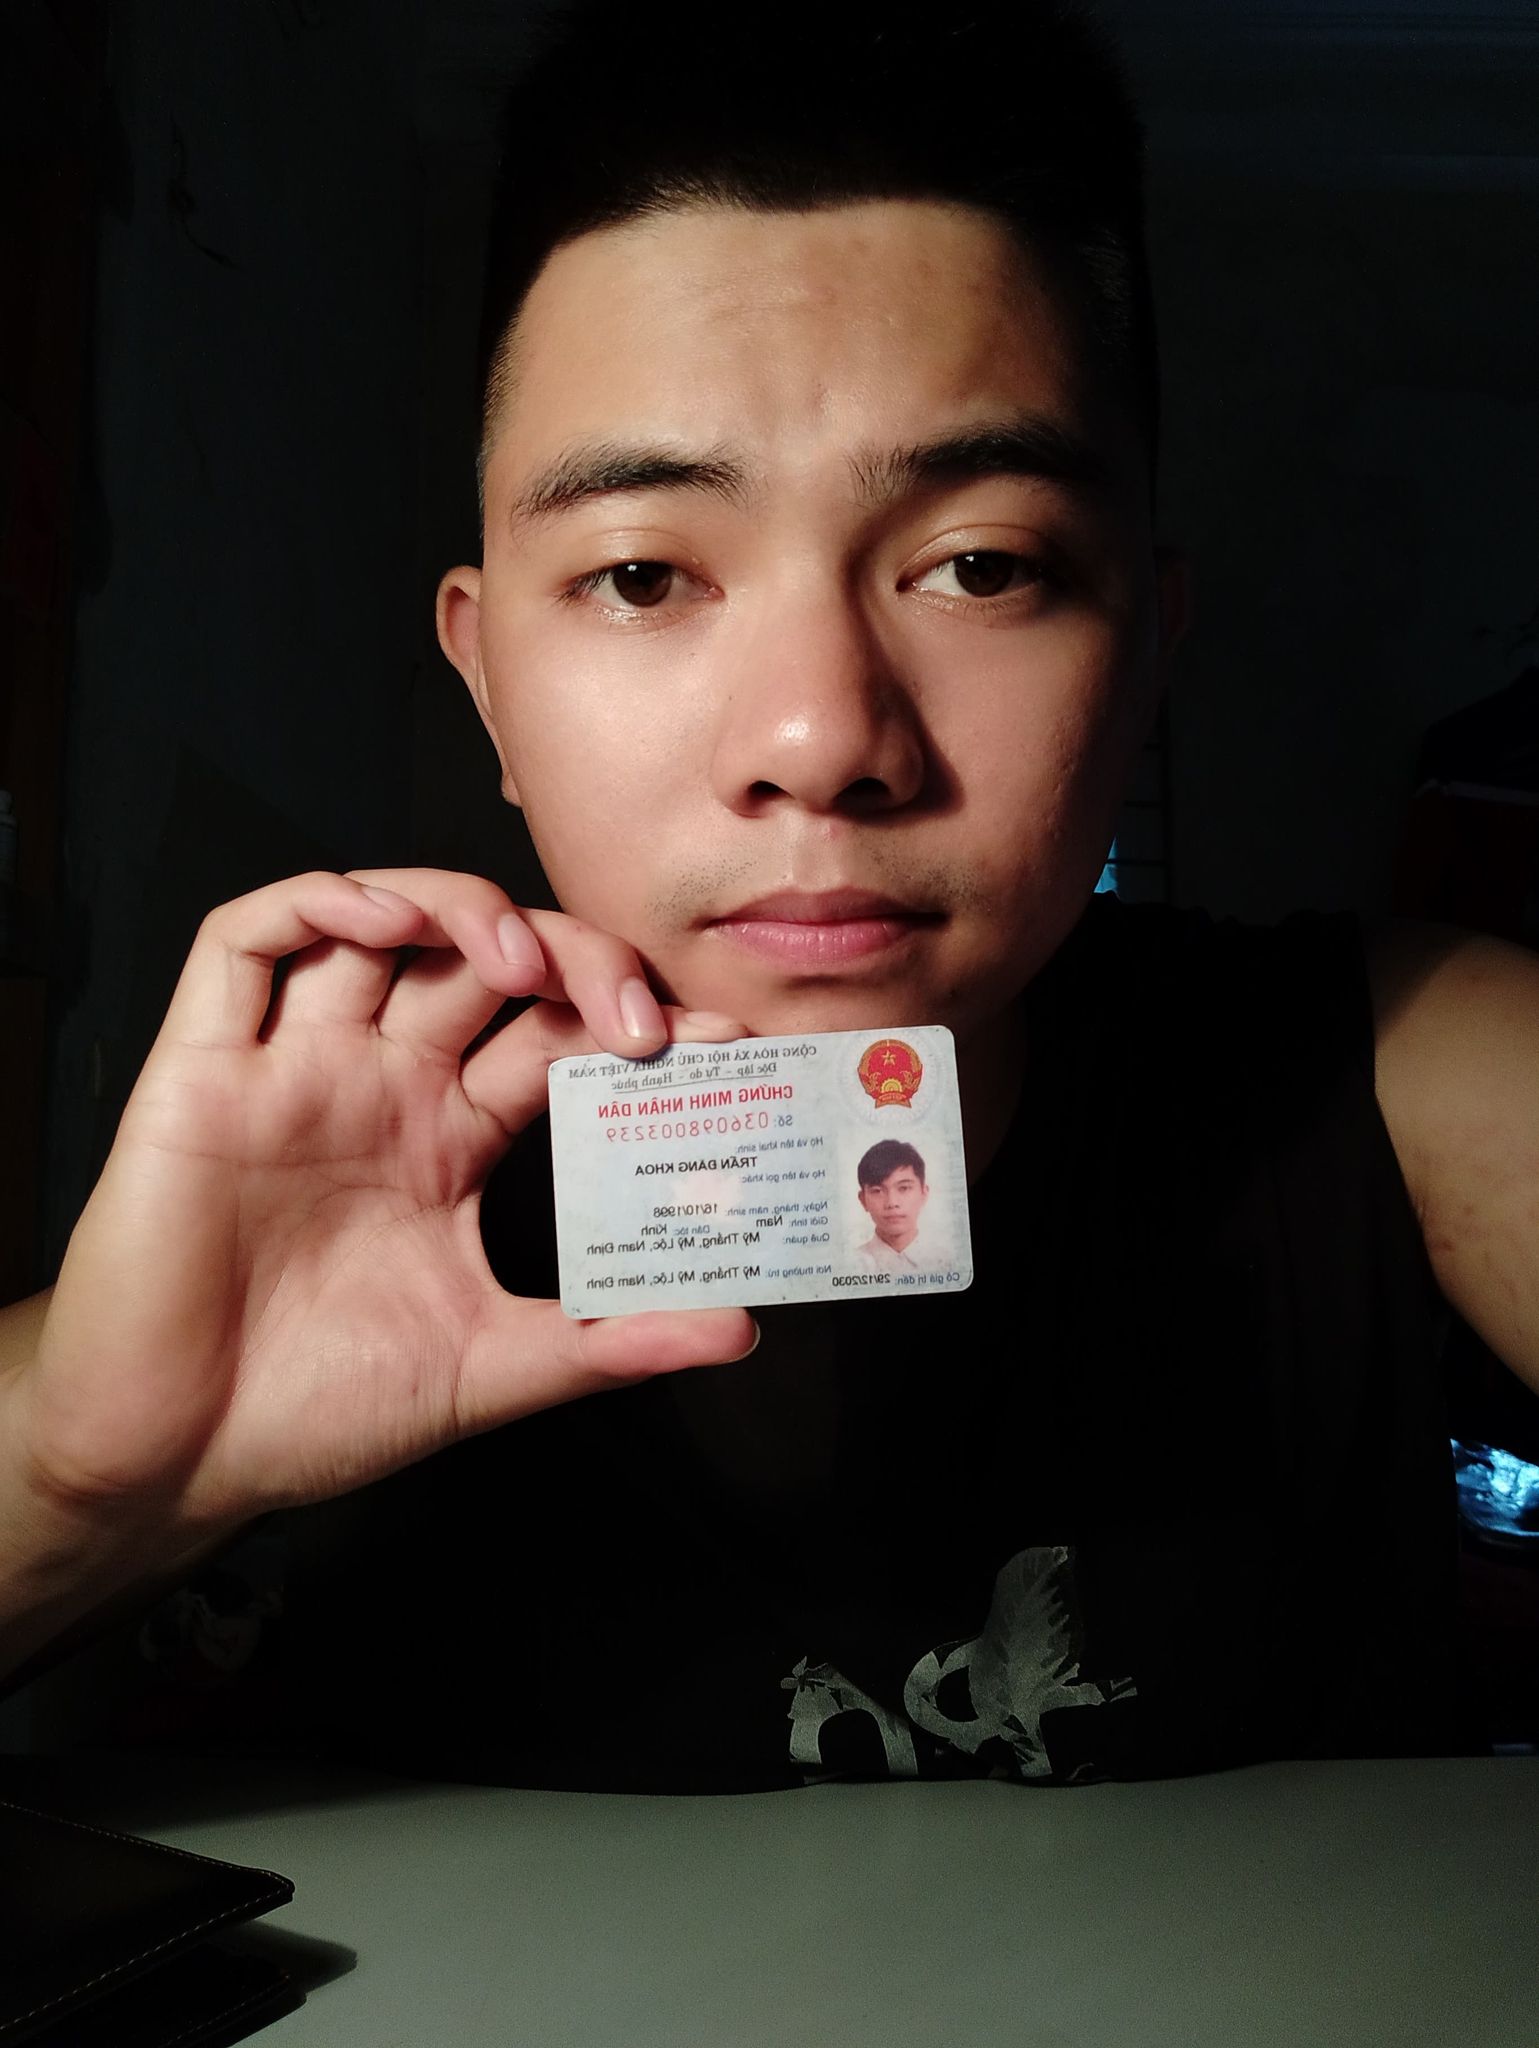 CỘNG HÒA XÃ HỘI CHỦ NGHĨA VIỆT NAM
Độc lập - Tự do - Hạnh phúc
CHỨNG MINH NHÂN DÂN
Số: 036098003239
Họ và tên khai sinh:
TRẦN ĐĂNG KHOA
Họ và tên gọi khác:
Ngày, tháng, năm sinh: 16/10/1998
Giới tính: Nam Dân tộc: Kinh
Quê quán: Mỹ Thắng, Mỹ Lộc, Nam Định
Nơi thường trú: Mỹ Thắng, Mỹ Lộc, Nam Định
Có giá trị đến: 29/12/2030